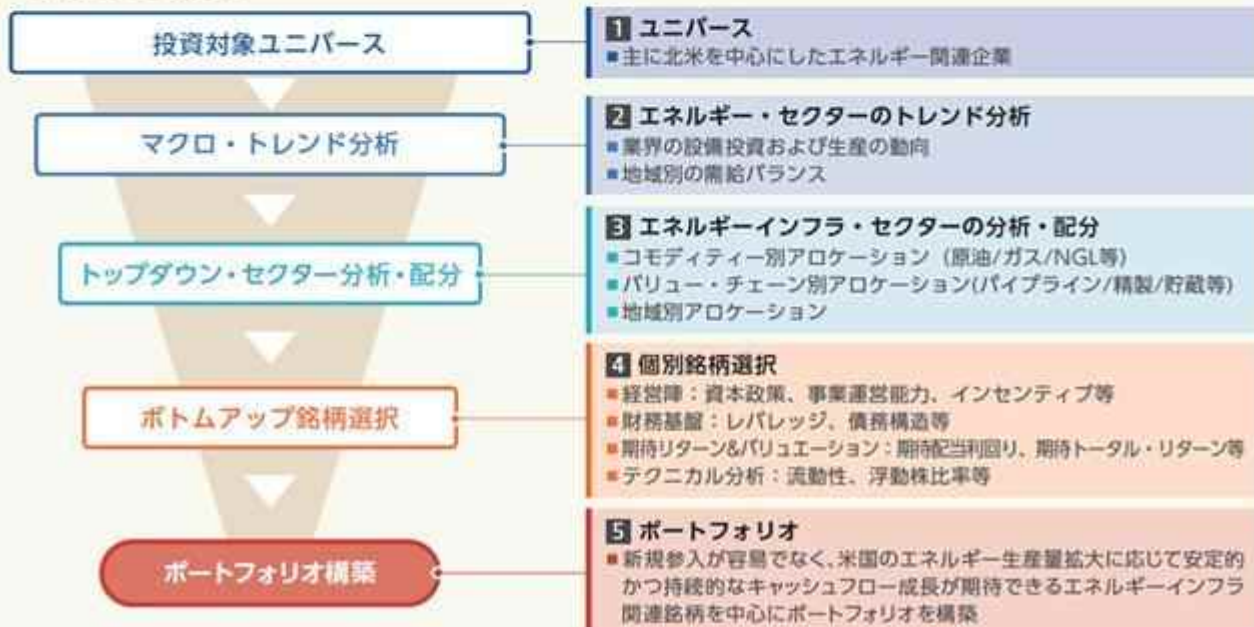 投資対象ユニバース
1 ユニバース
■主に北米を中心にしたエネルギー関連企業
マクロ・トレンド分析
2 エネルギー・セクターのトレンド分析
■業界の設備投資および生産の動向
■地域別の需給バランス
トップダウン・セクター分析・配分
3 エネルギーインフラ・セクターの分析・配分
■コモディティー別アロケーション（原油/ガス/NGL等）
■バリュー・チェーン別アロケーション(パイプライン/精製/貯蔵等)
■地域別アロケーション
ボトムアップ銘柄選択
4 個別銘柄選択
■経営陣：資本政策、事業運営能力、インセンティブ等
■財務基盤：レバレッジ、債務構造等
■期待リターン&バリュエーション：期待配当利回り、期待トータル・リターン等
■テクニカル分析：流動性、浮動株比率等
ポートフォリオ構築
5 ポートフォリオ
■新規参入が容易でなく、米国のエネルギー生産量拡大に応じて安定的
かつ持続的なキャッシュフロー成長が期待できるエネルギーインフラ
関連銘柄を中心にポートフォリオを構築